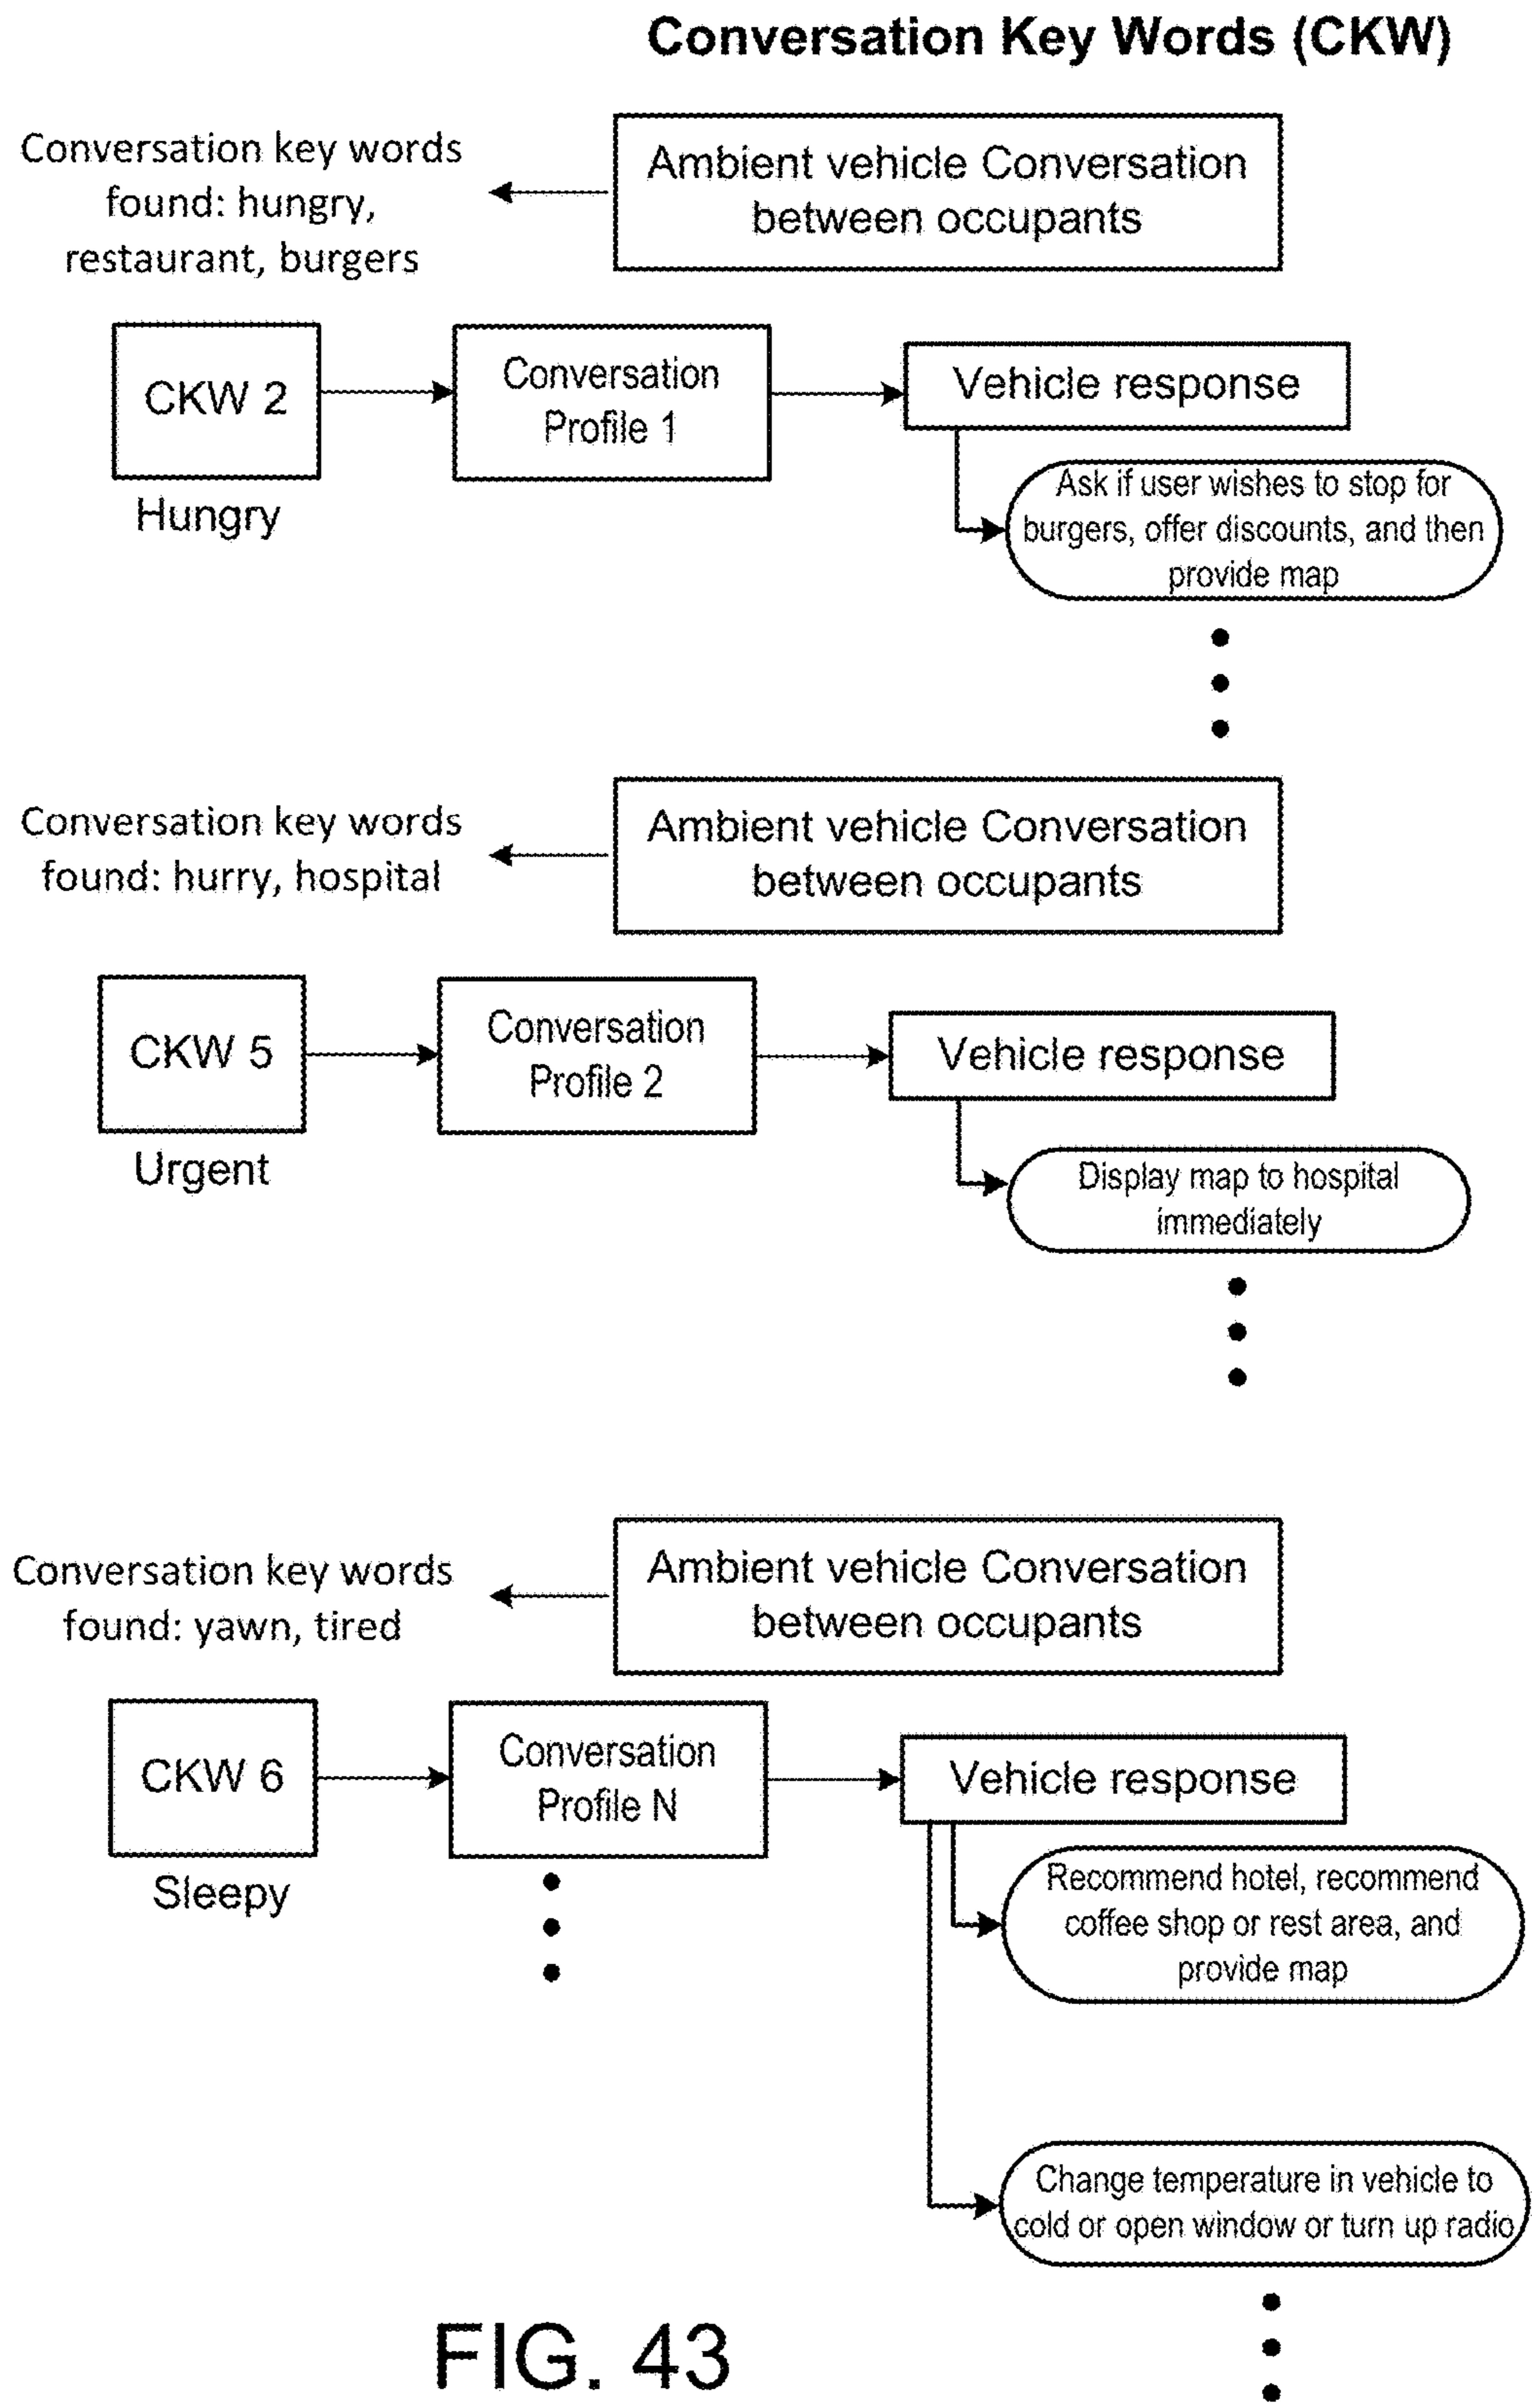 Conversation Key Words (CKW)
Conversation key words
found: hungry,
restaurant, burgers
Ambient vehicle Conversation
between occupants
CKW 2
Hungry
Conversation
Profile 1
Vehicle response
Ask if user wishes to stop for
burgers, offer discounts, and then
provide map
Conversation key words
found: hurry, hospital
Ambient vehicle Conversation
between occupants
CKW 5
Urgent
Conversation
Profile 2
Vehicle response
Display map to hospital
immediately
Conversation key words
found: yawn, tired
Ambient vehicle Conversation
between occupants
CKW 6
Sleepy
Conversation
Profile N
Vehicle response
Recommend hotel, recommend
coffee shop or rest area, and
provide map
Change temperature in vehicle to
cold or open window or turn up radio
FIG. 43